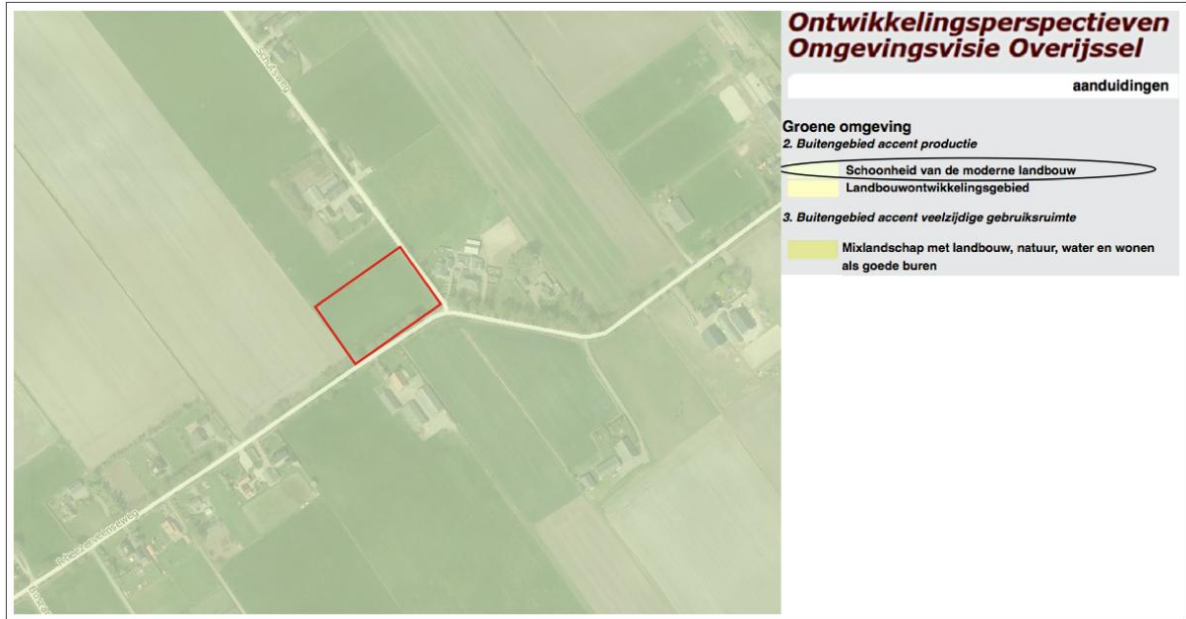 Ontwikkelingsperspectieven
Omgevingsvisie Overijssel
aanduidingen
Groene omgeving
2. Buitengebied accent productie
Schoonheid van de moderne landbouw
Landbouwontwikkelingsgebied
3. Buitengebied accent veelzijdige gebruiksruimte
Mixlandschap met landbouw, natuur, water en wonen
als goede buren
Schutsweg